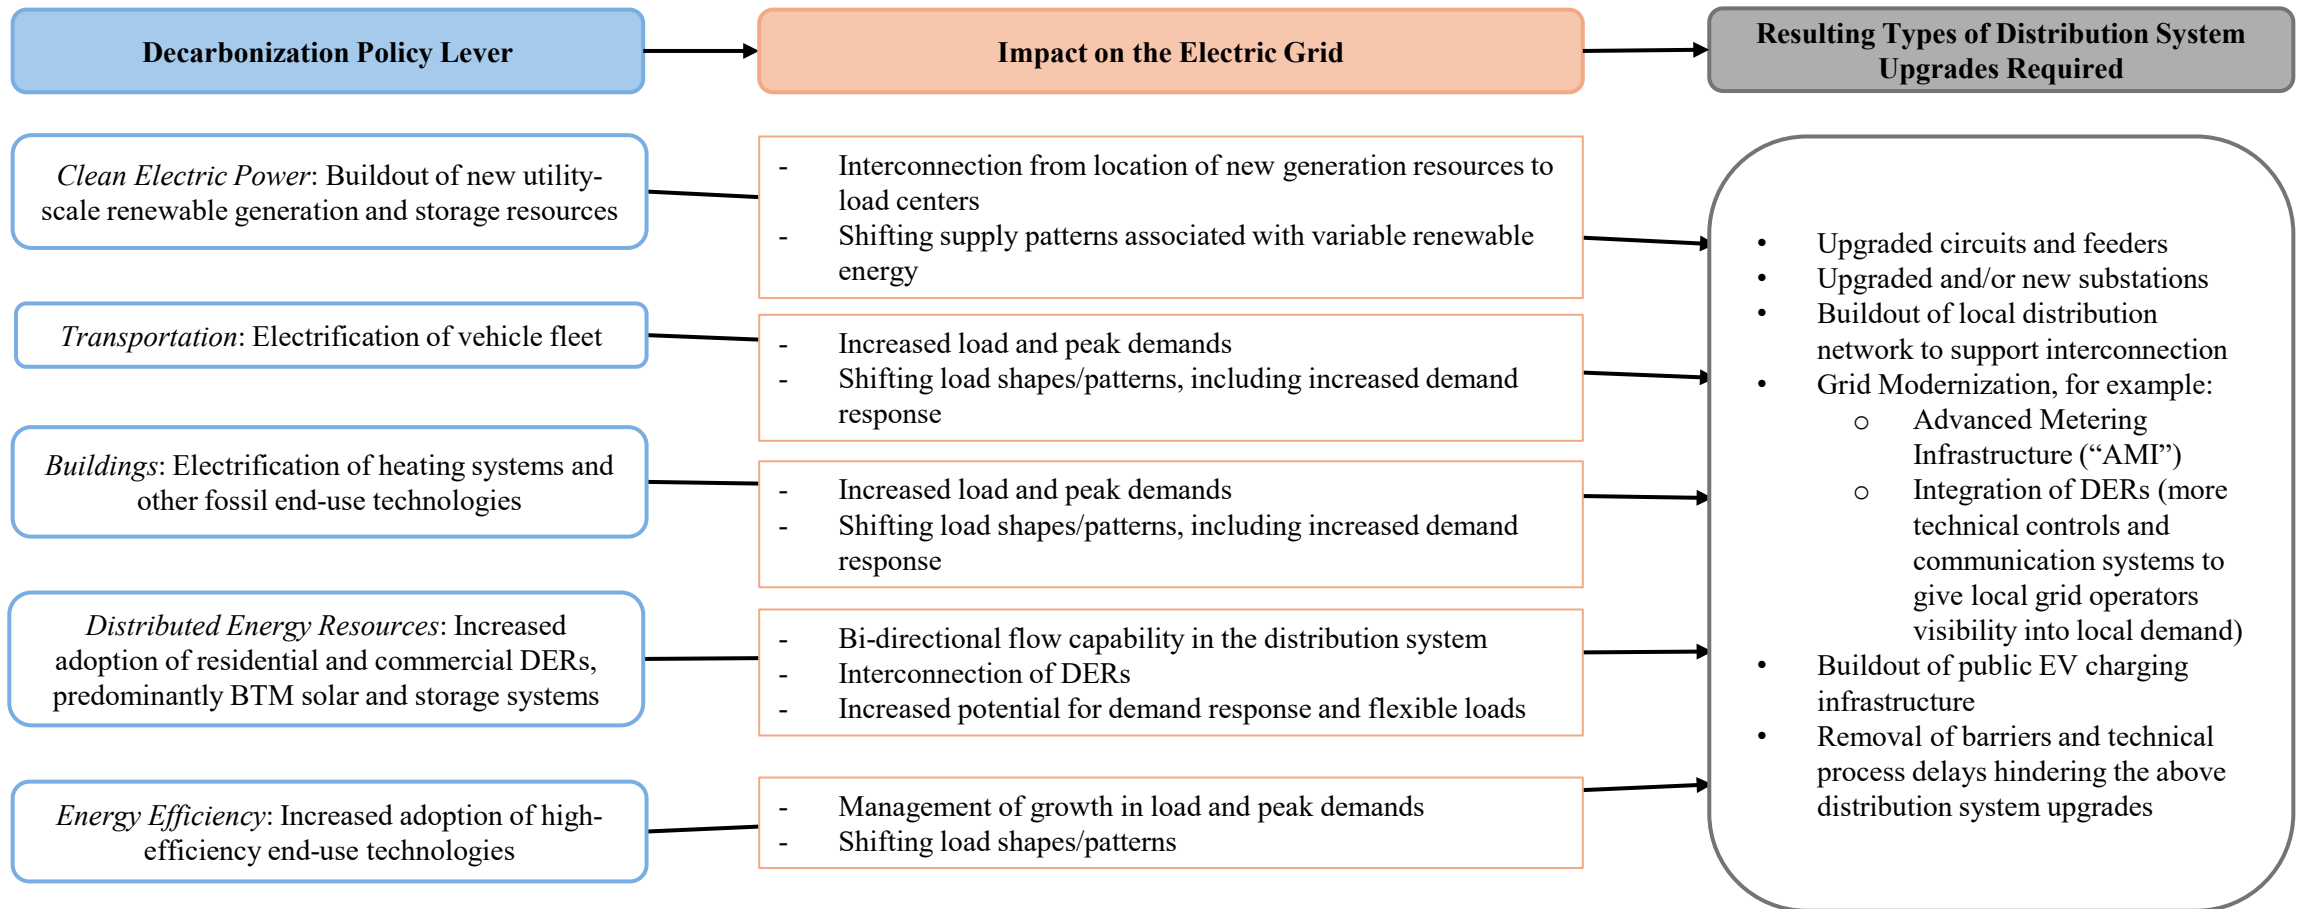 Decarbonization Policy Lever
Impact on the Electric Grid
Resulting Types of Distribution System
Upgrades Required
Clean Electric Power: Buildout of new utility-
scale renewable generation and storage resources
- Interconnection from location of new generation resources to
load centers
- Shifting supply patterns associated with variable renewable
energy
Transportation: Electrification of vehicle fleet
- Increased load and peak demands
- Shifting load shapes/patterns, including increased demand
response
Buildings: Electrification of heating systems and
other fossil end-use technologies
- Increased load and peak demands
- Shifting load shapes/patterns, including increased demand
response
Distributed Energy Resources: Increased
adoption of residential and commercial DERs,
predominantly BTM solar and storage systems
- Bi-directional flow capability in the distribution system
- Interconnection of DERs
- Increased potential for demand response and flexible loads
Energy Efficiency: Increased adoption of high-
efficiency end-use technologies
- Management of growth in load and peak demands
- Shifting load shapes/patterns
• Upgraded circuits and feeders
• Upgraded and/or new substations
• Buildout of local distribution
network to support interconnection
• Grid Modernization, for example:
o Advanced Metering
Infrastructure (“AMI”)
o Integration of DERs (more
technical controls and
communication systems to
give local grid operators
visibility into local demand)
• Buildout of public EV charging
infrastructure
• Removal of barriers and technical
process delays hindering the above
distribution system upgrades